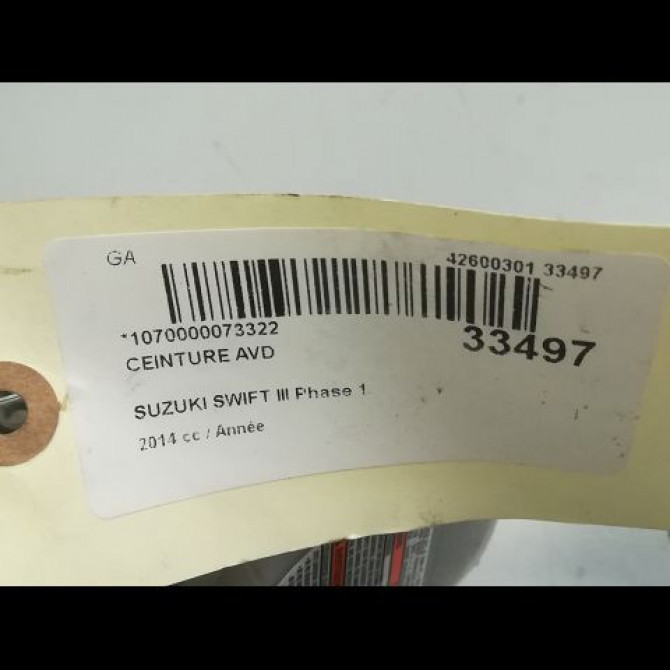 GA
42600301 33497
*1070000073322
33497
CEINTURE AVD
SUZUKI SWIFT III Phase 1
2014 cc / Année